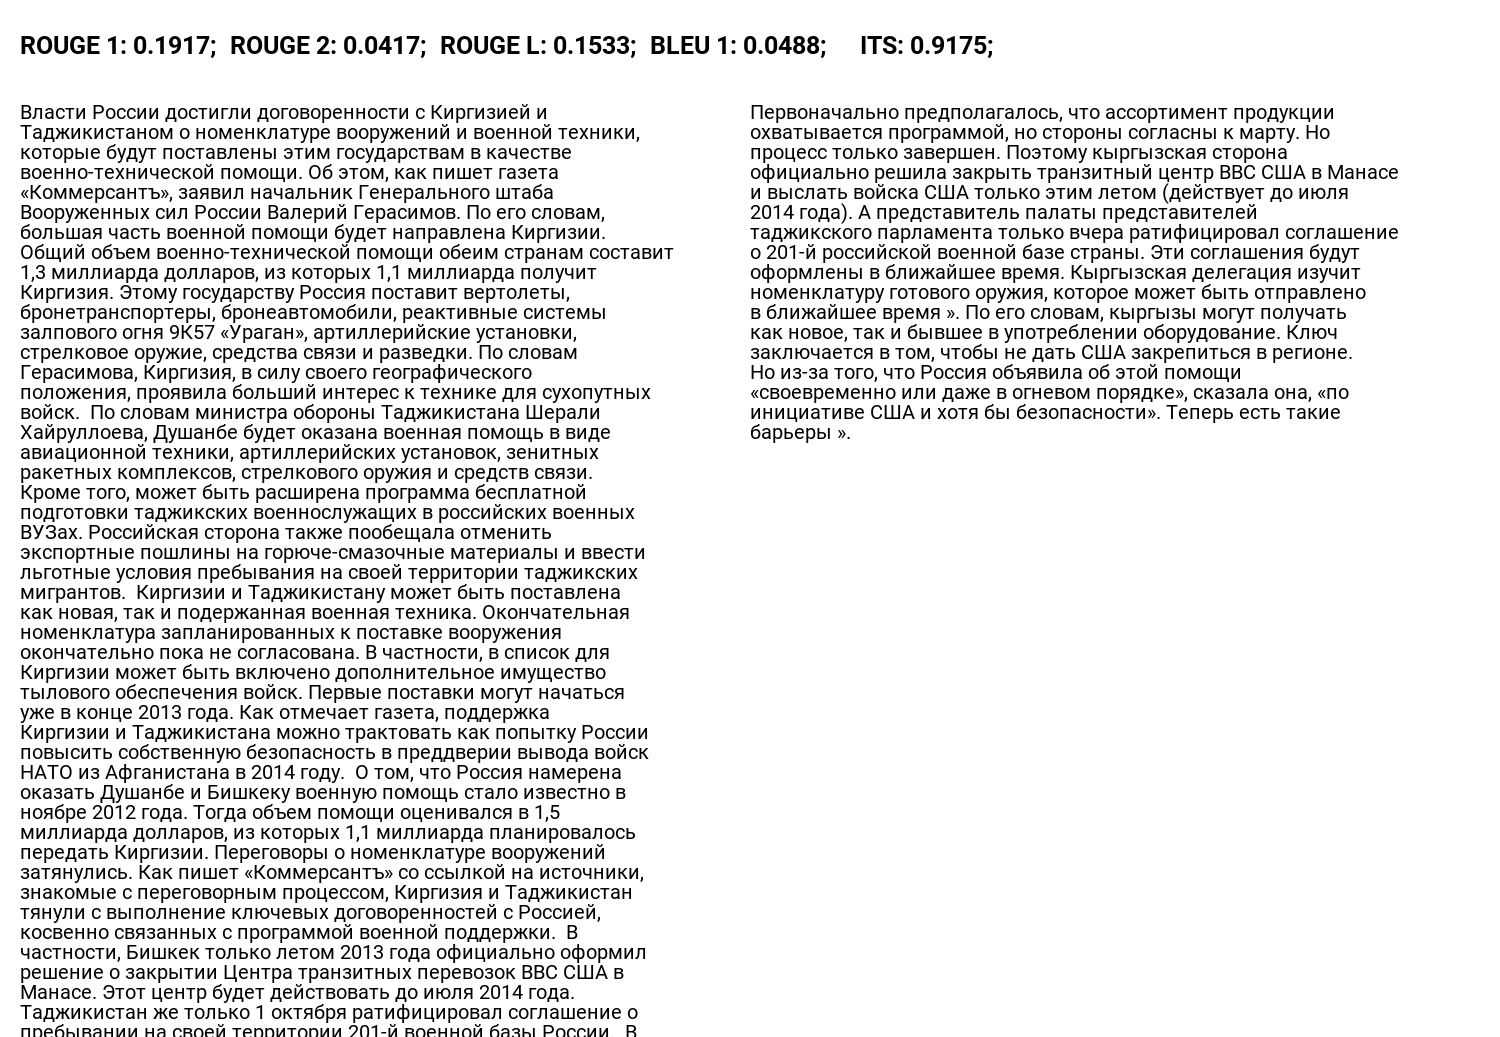 ROUGE 1: 0.1917;  ROUGE 2: 0.0417;  ROUGE L: 0.1533;  BLEU 1: 0.0488;     ITS: 0.9175;
Власти России достигли договоренности с Киргизией и
Таджикистаном о номенклатуре вооружений и военной техники,
которые будут поставлены этим государствам в качестве
военно-технической помощи. Об этом, как пишет газета
«Коммерсантъ», заявил начальник Генерального штаба
Вооруженных сил России Валерий Герасимов. По его словам,
большая часть военной помощи будет направлена Киргизии.
Общий объем военно-технической помощи обеим странам составит
1,3 миллиарда долларов, из которых 1,1 миллиарда получит
Киргизия. Этому государству Россия поставит вертолеты,
бронетранспортеры, бронеавтомобили, реактивные системы
залпового огня 9К57 «Ураган», артиллерийские установки,
стрелковое оружие, средства связи и разведки. По словам
Герасимова, Киргизия, в силу своего географического
положения, проявила больший интерес к технике для сухопутных
войск.  По словам министра обороны Таджикистана Шерали
Хайруллоева, Душанбе будет оказана военная помощь в виде
авиационной техники, артиллерийских установок, зенитных
ракетных комплексов, стрелкового оружия и средств связи.
Кроме того, может быть расширена программа бесплатной
подготовки таджикских военнослужащих в российских военных
ВУЗах. Российская сторона также пообещала отменить
экспортные пошлины на горюче-смазочные материалы и ввести
льготные условия пребывания на своей территории таджикских
мигрантов.  Киргизии и Таджикистану может быть поставлена
как новая, так и подержанная военная техника. Окончательная
номенклатура запланированных к поставке вооружения
окончательно пока не согласована. В частности, в список для
Киргизии может быть включено дополнительное имущество
тылового обеспечения войск. Первые поставки могут начаться
уже в конце 2013 года. Как отмечает газета, поддержка
Киргизии и Таджикистана можно трактовать как попытку России
повысить собственную безопасность в преддверии вывода войск
НАТО из Афганистана в 2014 году.  О том, что Россия намерена
оказать Душанбе и Бишкеку военную помощь стало известно в
ноябре 2012 года. Тогда объем помощи оценивался в 1,5
миллиарда долларов, из которых 1,1 миллиарда планировалось
передать Киргизии. Переговоры о номенклатуре вооружений
затянулись. Как пишет «Коммерсантъ» со ссылкой на источники,
знакомые с переговорным процессом, Киргизия и Таджикистан
тянули с выполнение ключевых договоренностей с Россией,
косвенно связанных с программой военной поддержки.  В
частности, Бишкек только летом 2013 года официально оформил
решение о закрытии Центра транзитных перевозок ВВС США в
Манасе. Этот центр будет действовать до июля 2014 года.
Таджикистан же только 1 октября ратифицировал соглашение о
пребывании на своей территории 201-й военной базы России.  В
Первоначально предполагалось, что ассортимент продукции
охватывается программой, но стороны согласны к марту. Но
процесс только завершен. Поэтому кыргызская сторона
официально решила закрыть транзитный центр ВВС США в Манасе
и выслать войска США только этим летом (действует до июля
2014 года). А представитель палаты представителей
таджикского парламента только вчера ратифицировал соглашение
о 201-й российской военной базе страны. Эти соглашения будут
оформлены в ближайшее время. Кыргызская делегация изучит
номенклатуру готового оружия, которое может быть отправлено
в ближайшее время ». По его словам, кыргызы могут получать
как новое, так и бывшее в употреблении оборудование. Ключ
заключается в том, чтобы не дать США закрепиться в регионе.
Но из-за того, что Россия объявила об этой помощи
«своевременно или даже в огневом порядке», сказала она, «по
инициативе США и хотя бы безопасности». Теперь есть такие
барьеры ».